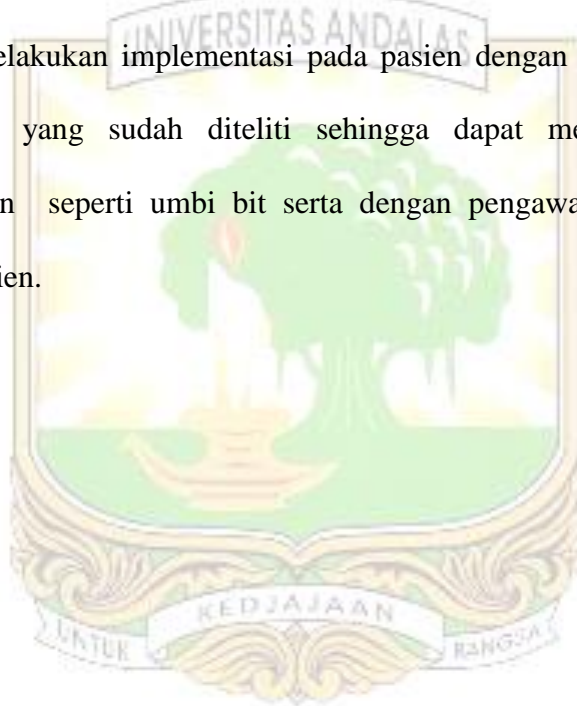 UNIVERSITAS ANDALAS
elakukan implementasi pada pasien dengan
yang sudah diteliti sehingga dapat me
n seperti umbi bit serta dengan pengawa
ien.
KEDJAJAAN
UNTUK BANGSA